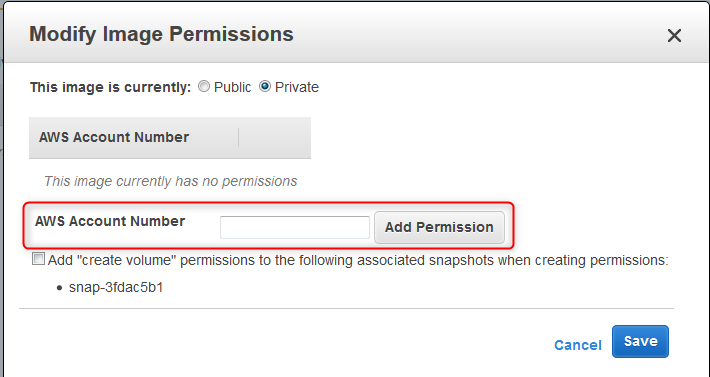 Modify Image Permissions
This image is currently: Public Private
AWS Account Number
This image currently has no permissions
AWS Account Number Add Permission
Add "create volume" permissions to the following associated snapshots when creating permissions:
• snap-3fdac5b1
Cancel Save